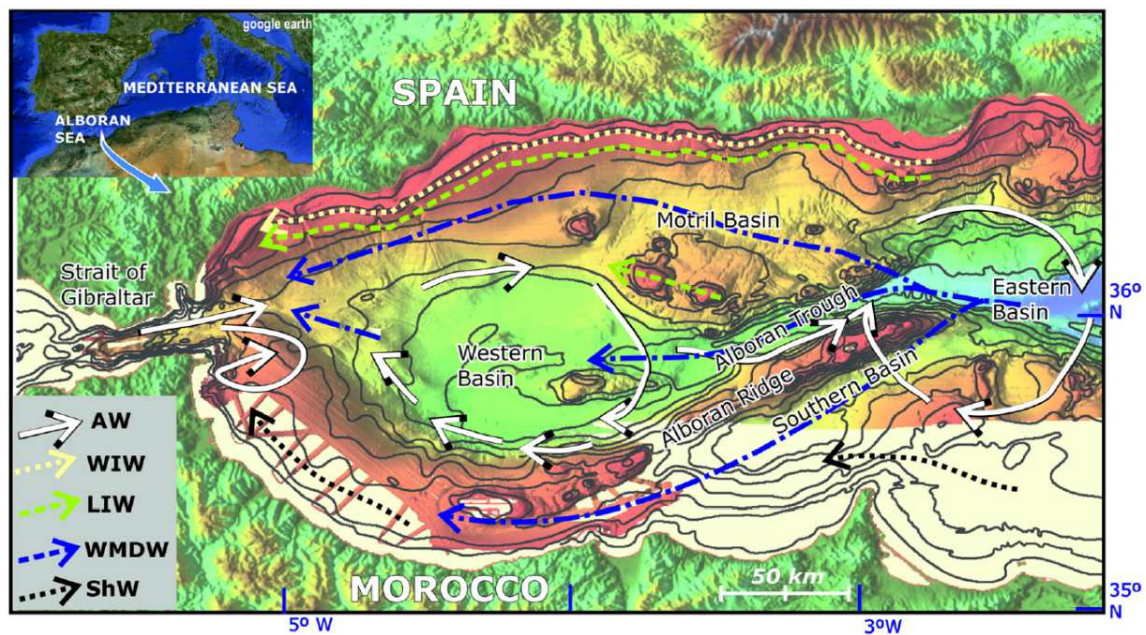 google earth
MEDITERRANEAN SEA
ALBORAN
SEA
SPAIN
Motril Basin
Strait of
Gibraltar
36º
N
Eastern
Basin
Alboran Trough
Western
Basin
Alboran Ridge
Southern Basin
AW
WIW
LIW
WMDW
ShW
MOROCCO
50 km
35º
N
5º W
3ºW